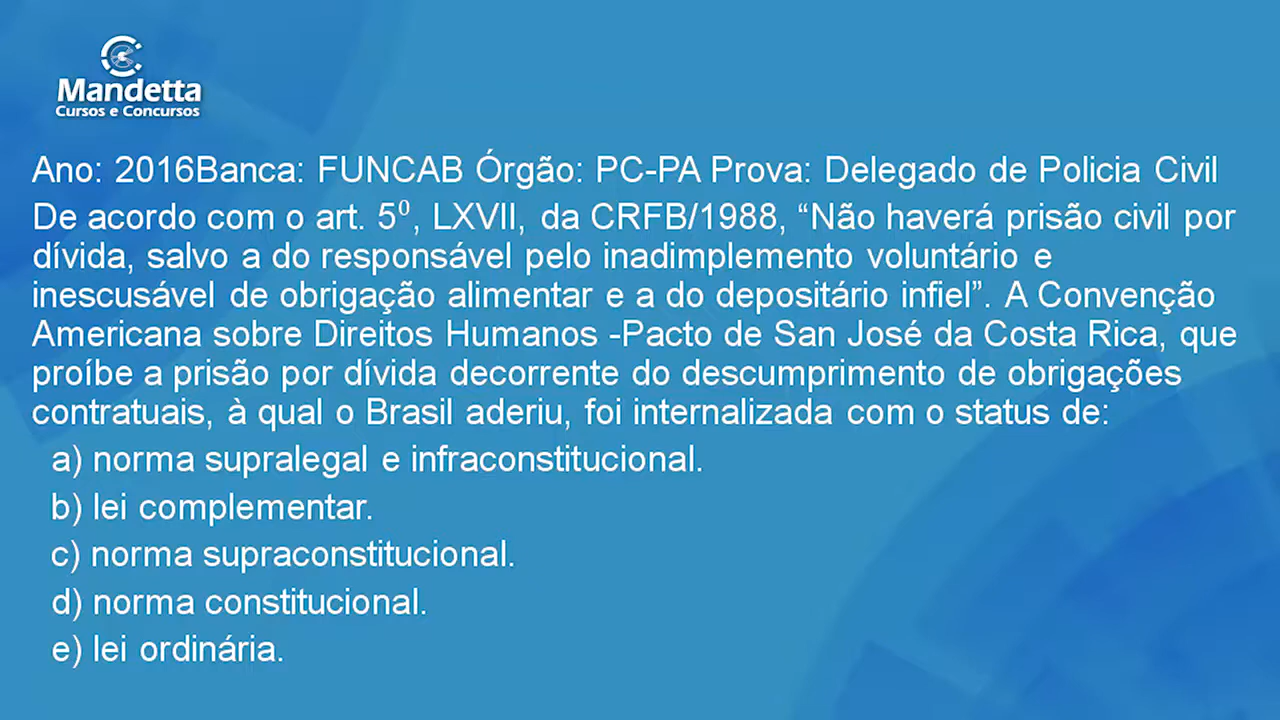 Mandetta
Cursos e Concursos
Ano: 2016Banca: FUNCAB Órgão: PC-PA Prova: Delegado de Policia Civil
De acordo com o art. 5⁰, LXVII, da CRFB/1988, “Não haverá prisão civil por
dívida, salvo a do responsável pelo inadimplemento voluntário e
inescusável de obrigação alimentar e a do depositário infiel”. A Convenção
Americana sobre Direitos Humanos -Pacto de San José da Costa Rica, que
proíbe a prisão por dívida decorrente do descumprimento de obrigações
contratuais, à qual o Brasil aderiu, foi internalizada com o status de:
a) norma supralegal e infraconstitucional.
b) lei complementar.
c) norma supraconstitucional.
d) norma constitucional.
e) lei ordinária.